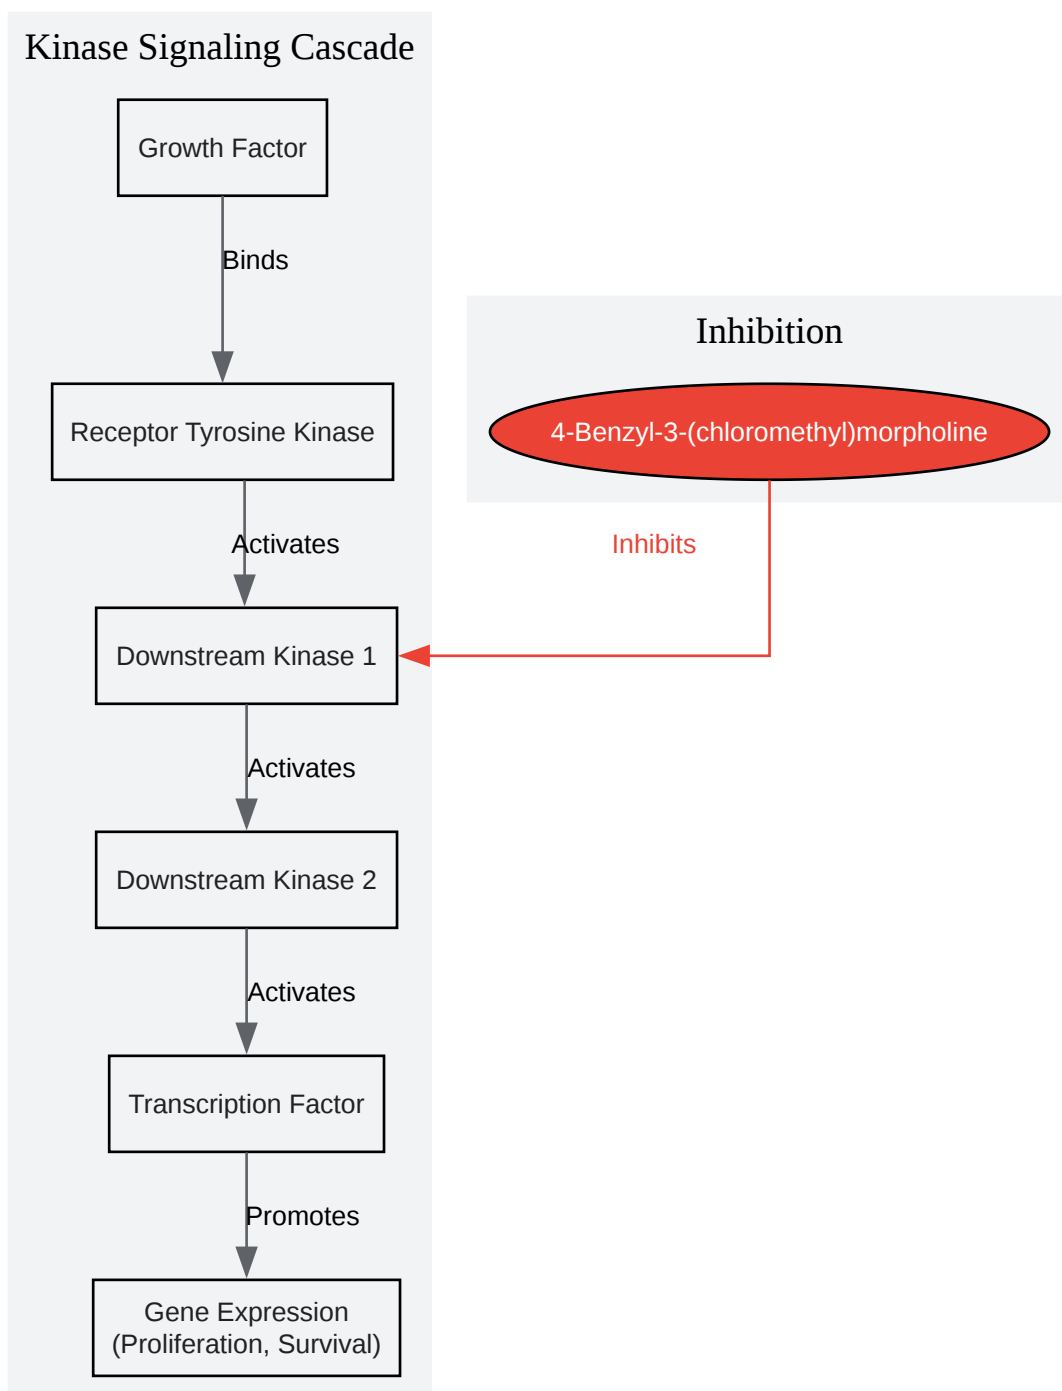 Kinase Signaling Cascade
Growth Factor
Binds
Receptor Tyrosine Kinase
Activates
Downstream Kinase 1
Activates
Downstream Kinase 2
Activates
Transcription Factor
Promotes
Gene Expression
(Proliferation, Survival)
Inhibition
4-Benzyl-3-(chloromethyl)morpholine
Inhibits